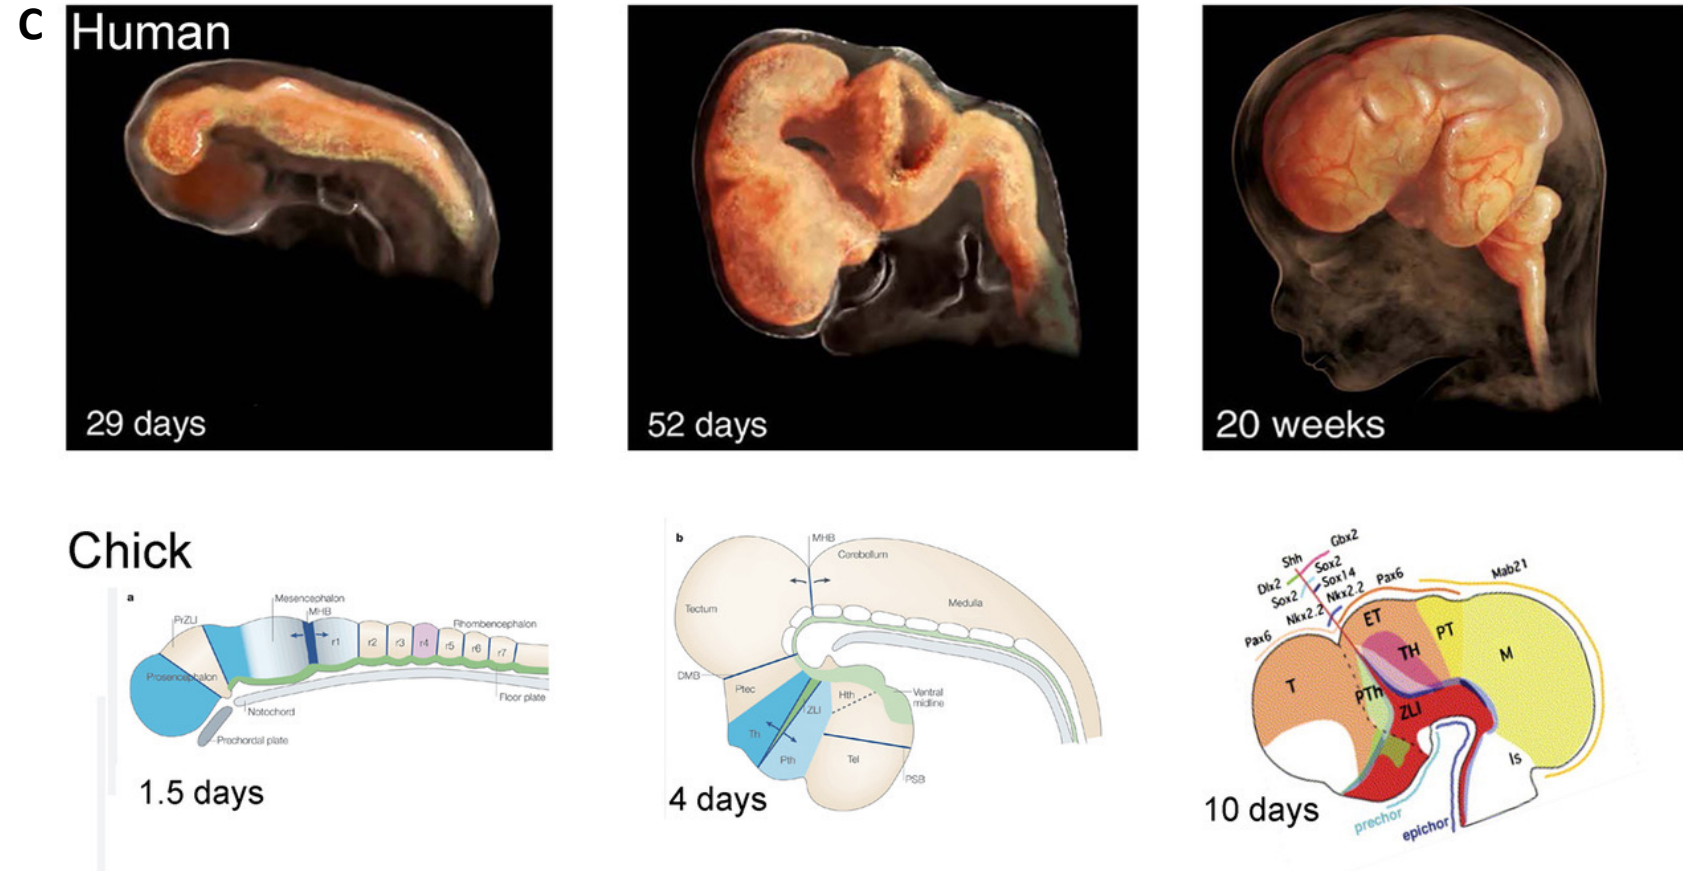 C
Human
29 days
52 days
20 weeks
Chick
a
Mesencephalon
PrZLI
MHB
Rhombencephalon
r1
r2
r3
r4
r5
r6
r7
Prosencephalon
Floor plate
Notochord
Prechordal plate
1.5 days
b
MHB
Cerebellum
Tectum
Medulla
DMB
Ptec
Hth
Ventral
midline
ZLI
Th
Pth
Tel
PSB
4 days
Gbx2
Shh
Sox2
Dlx2
Sox14
Sox2
Nkx2.2
Nkx2.2
Pax6
Mab21
Pax6
ET
PT
TH
M
T
PTh
ZLI
Is
10 days
prechor
epichor